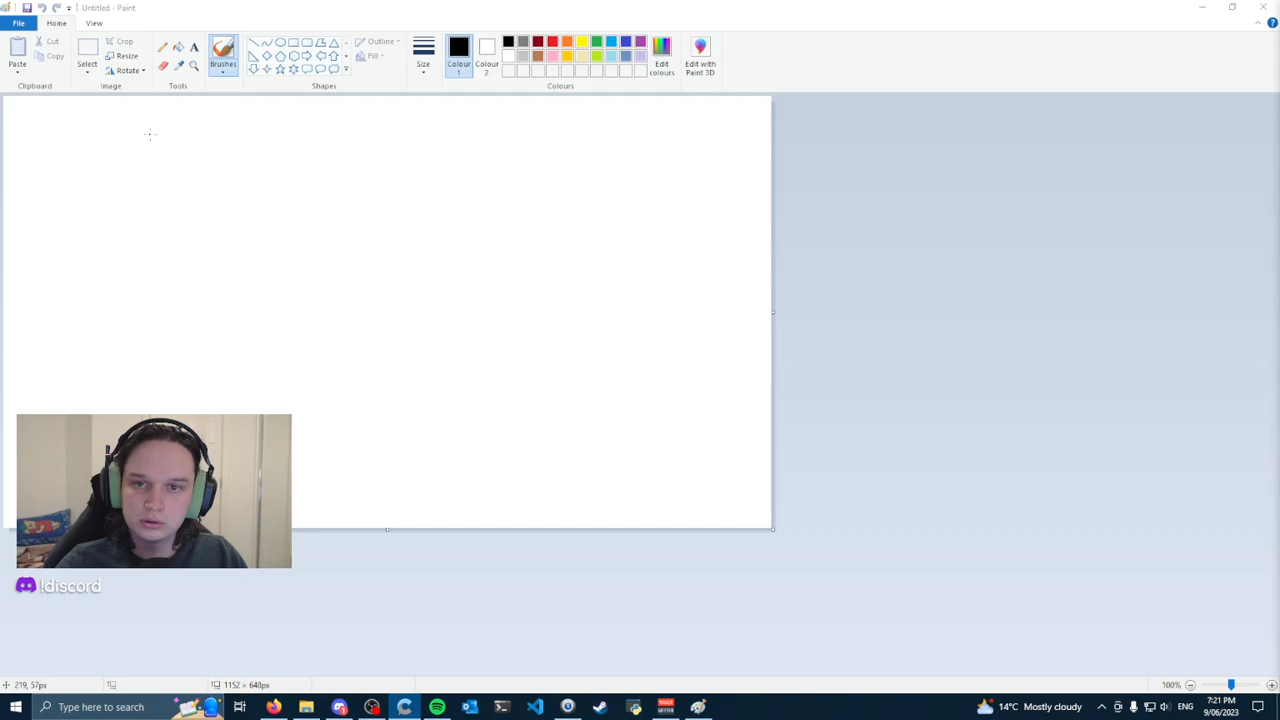 Untitled - Paint
File Home View
Paste
Cut
Copy
Clipboard
Select
Crop
Resize
Rotate
Image
Tools
Brushes
Shapes
Outline
Fill
Size
Colour 1
Colour 2
Edit colours
Colours
Edit with Paint 3D
!discord
219, 57px
1152 × 648px
100%
Type here to search
14°C Mostly cloudy
ENG
7:21 PM
9/06/2023